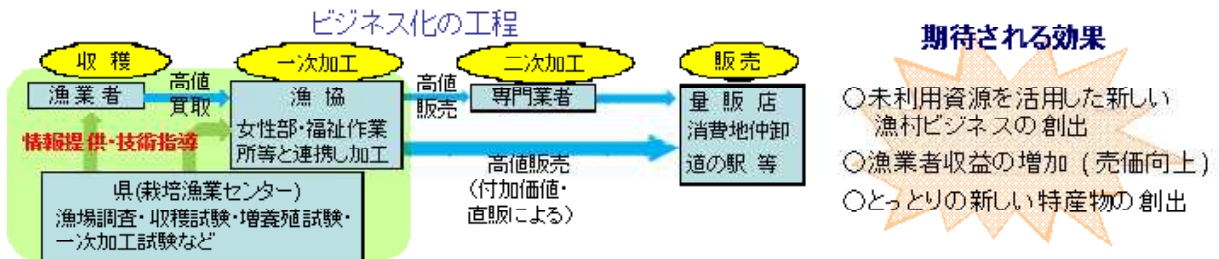 ビジネス化の工程
収 穫
一次加工
二次加工
販売
漁業者
高値
買取
漁 協
女性部・福祉作業
所等と連携し加工
高値
販売
専門業者
量 販 店
消費地仲卸
道の駅 等
情報提供・技術指導
高値販売
(付加価値・
直販による)
県(栽培漁業センター)
漁場調査・収穫試験・増養殖試験・
一次加工試験など
期待される効果
○未利用資源を活用した新しい
漁村ビジネスの創出
○漁業者収益の増加 (売価向上)
○とっとりの新しい特産物の創出